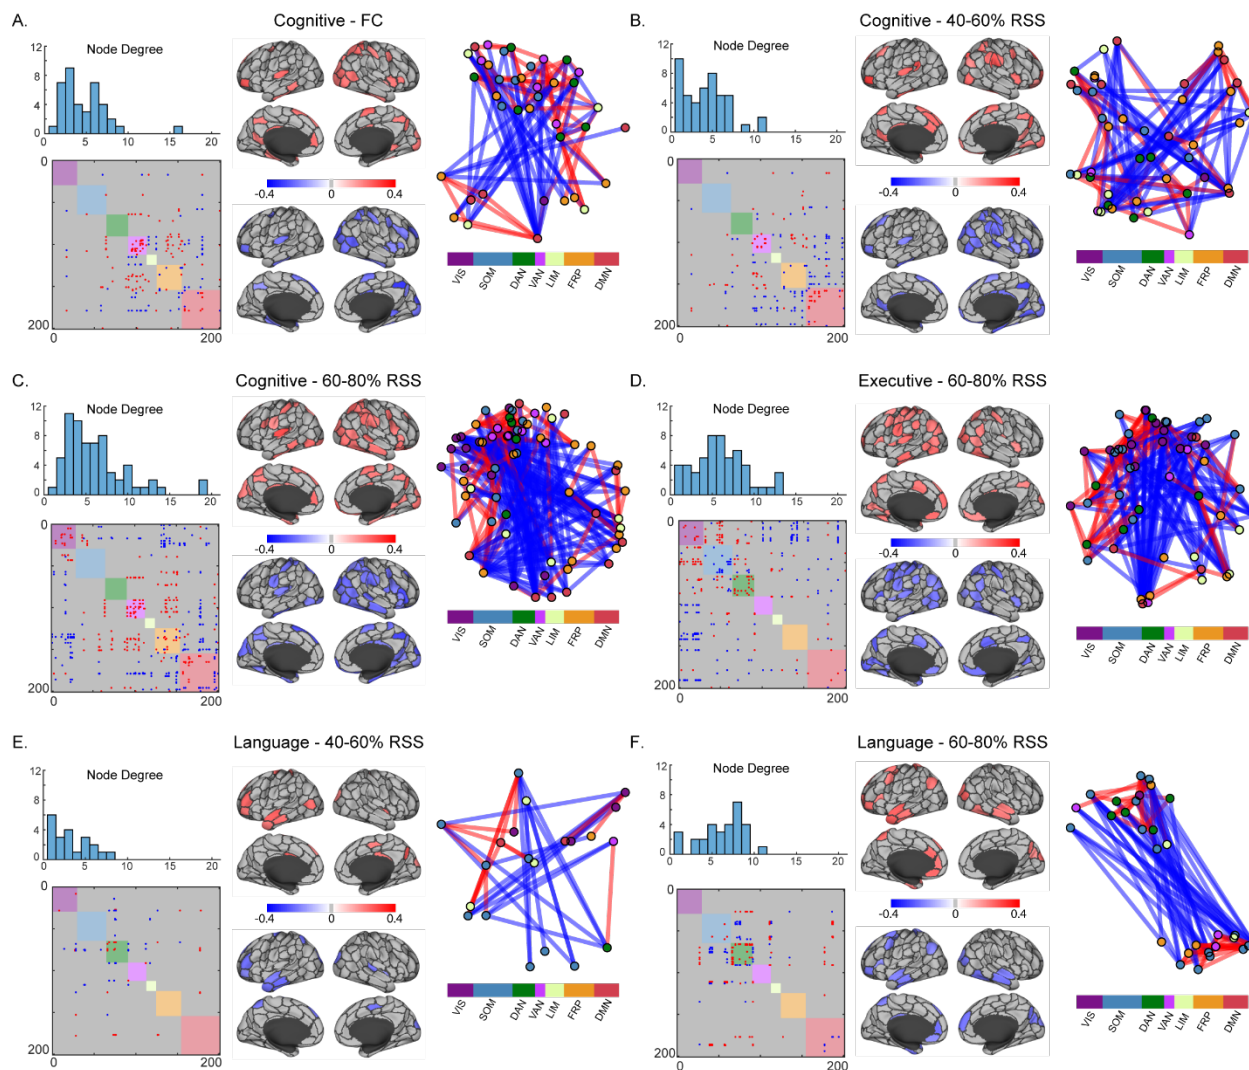 A.
Cognitive - FC
Node Degree
12
8
4
0
0 5 10 15 20
0
200
0 200
-0.4 0 0.4
VIS SOM DAN VAN LIM FRP DMN
B.
Cognitive - 40-60% RSS
Node Degree
12
8
4
0
0 5 10 15 20
0
200
0 200
-0.4 0 0.4
VIS SOM DAN VAN LIM FRP DMN
C.
Cognitive - 60-80% RSS
Node Degree
12
8
4
0
0 5 10 15 20
0
200
0 200
-0.4 0 0.4
VIS SOM DAN VAN LIM FRP DMN
D.
Executive - 60-80% RSS
Node Degree
12
8
4
0
0 5 10 15 20
0
200
0 200
-0.4 0 0.4
VIS SOM DAN VAN LIM FRP DMN
E.
Language - 40-60% RSS
Node Degree
12
8
4
0
0 5 10 15 20
0
200
0 200
-0.4 0 0.4
VIS SOM DAN VAN LIM FRP DMN
F.
Language - 60-80% RSS
Node Degree
12
8
4
0
0 5 10 15 20
0
200
0 200
-0.4 0 0.4
VIS SOM DAN VAN LIM FRP DMN